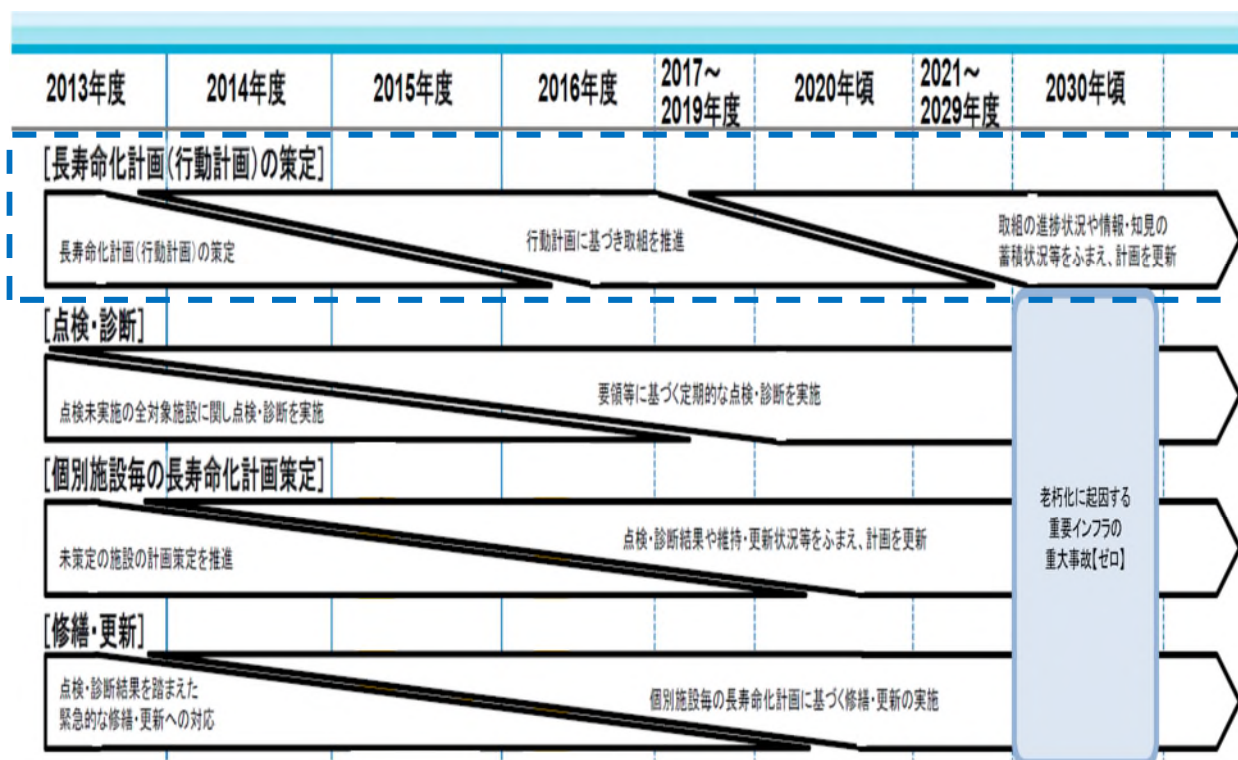 2013年度
2014年度
2015年度
2016年度
2017～
2019年度
2020年頃
2021～
2029年度
2030年頃
[長寿命化計画(行動計画)の策定]
長寿命化計画(行動計画)の策定
行動計画に基づき取組を推進
取組の進捗状況や情報・知見の
蓄積状況等をふまえ、計画を更新
[点検・診断]
点検未実施の全対象施設に関し点検・診断を実施
要領等に基づく定期的な点検・診断を実施
[個別施設毎の長寿命化計画策定]
未策定の施設の計画策定を推進
点検・診断結果や維持・更新状況等をふまえ、計画を更新
老朽化に起因する
重要インフラの
重大事故【ゼロ】
[修繕・更新]
点検・診断結果を踏まえた
緊急的な修繕・更新への対応
個別施設毎の長寿命化計画に基づく修繕・更新の実施